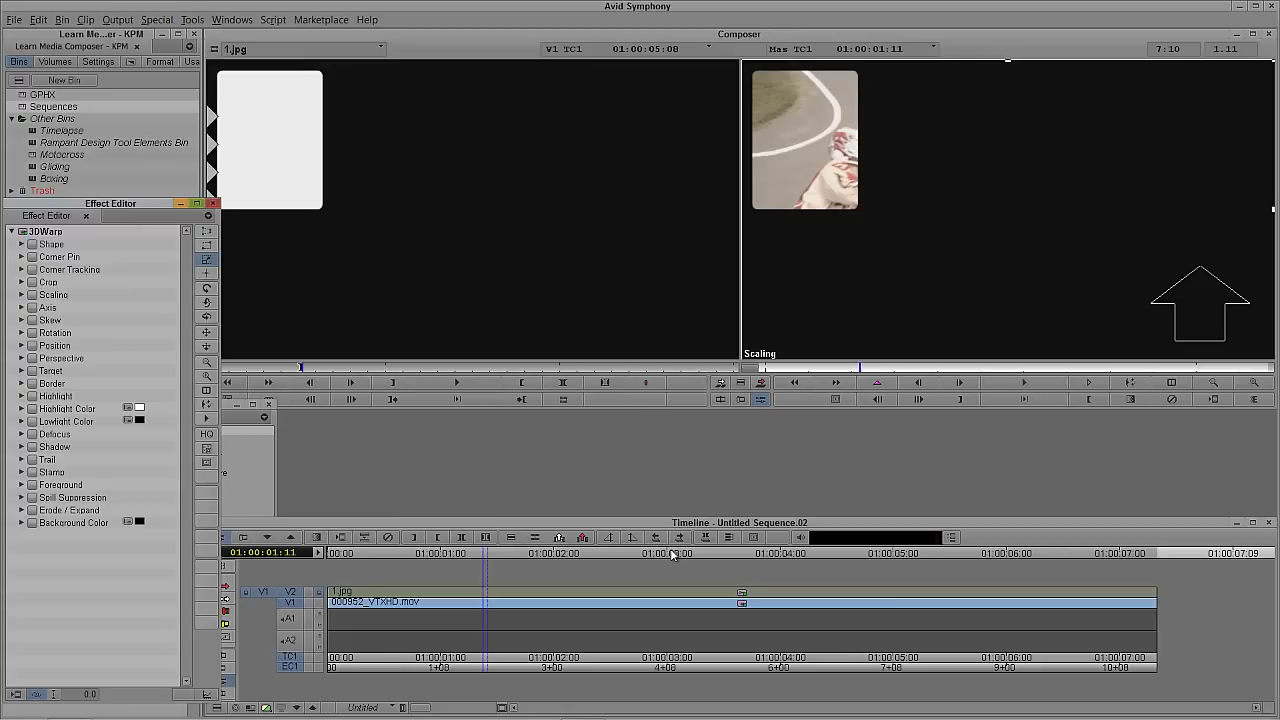 Avid Symphony
File Edit Bin Clip Output Special Tools Windows Script Marketplace Help
Learn Me...er - KPM
Composer
Learn Media Composer - KPM
1.jpg
V1 TC1 01:00:05:08
Mas TC1 01:00:01:11
7:10 1.11
Bins Volumes Settings Format Usa
New Bin
GPHX
Sequences
Other Bins
Timelapse
Rampant Design Tool Elements Bin
Motocross
Gliding
Boxing
Trash
Effect Editor
Effect Editor
3DWarp
Shape
Corner Pin
Corner Tracking
Crop
Scaling
Axis
Skew
Rotation
Position
Perspective
Target
Border
Highlight
Highlight Color
Lowlight Color
Defocus
Shadow
Trail
Stamp
Foreground
Spill Suppression
Erode / Expand
Background Color
HQ
0.0
Scaling
Timeline - Untitled Sequence.02
01:00:01:11
00:00 01:00:01:00 01:00:02:00 01:00:03:00 01:00:04:00 01:00:05:00 01:00:06:00 01:00:07:00 01:00:07:09
V1 V2 1.jpg
V1 000952_VTXHD.mov
A1
A2
TC1 00:00 01:00:01:00 01:00:02:00 01:00:03:00 01:00:04:00 01:00:05:00 01:00:06:00 01:00:07:00
EC1 1+08 3+00 4+08 6+00 7+08 9+00 10+08
Untitled